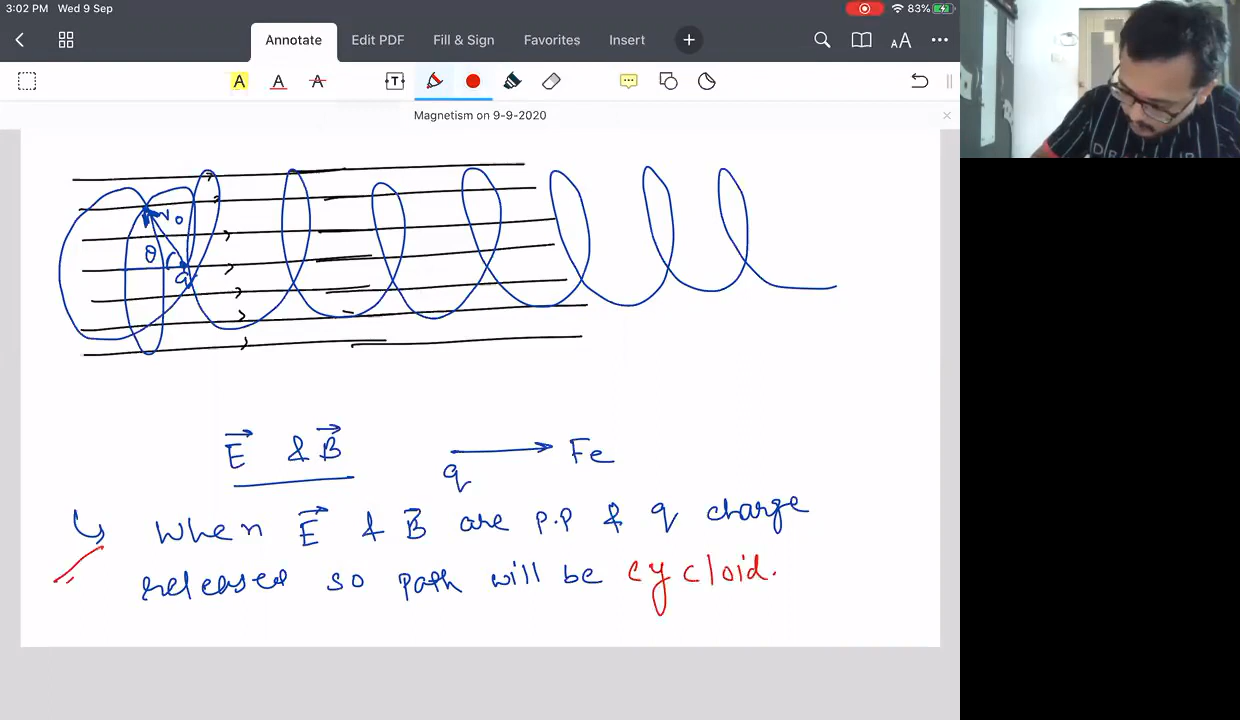 3:02 PM Wed 9 Sep
83%
Annotate Edit PDF Fill & Sign Favorites Insert
AA
A A A T
Magnetism on 9-9-2020
v₀
θ
q
E⃗ & B⃗ q Fe
When E⃗ & B⃗ are p.p & q charge
released so path will be cycloid.